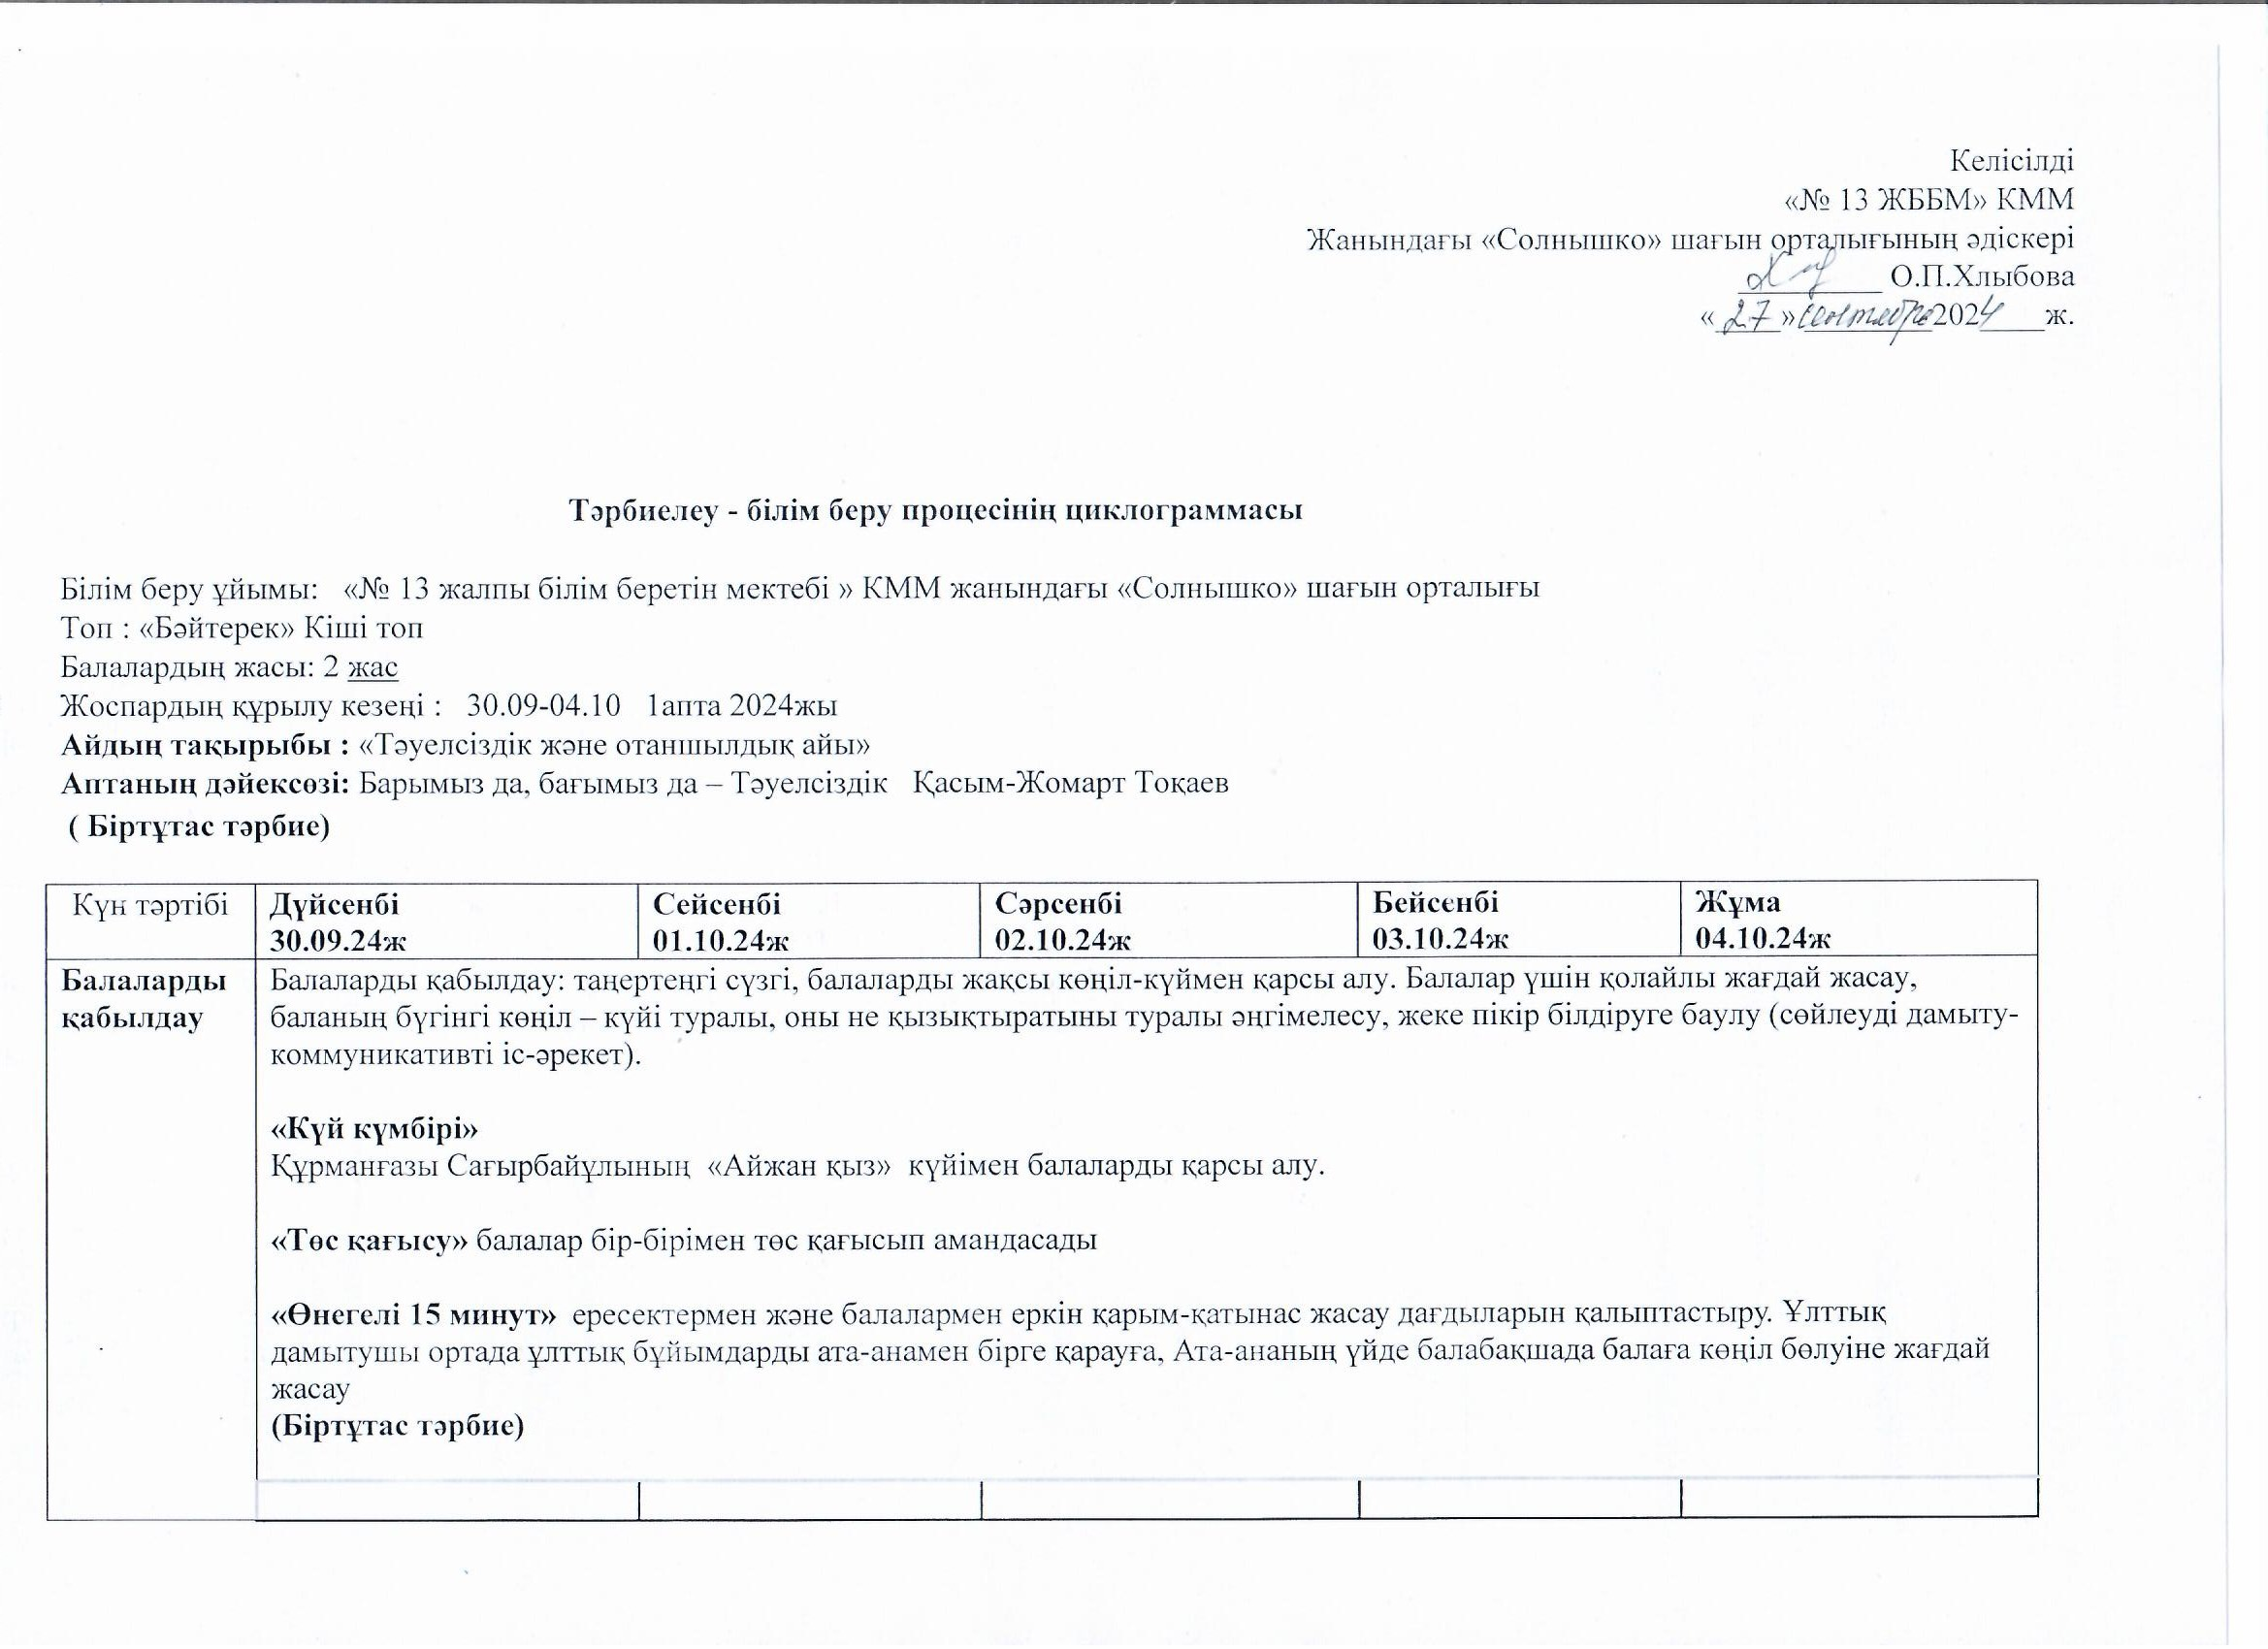 Келісілді
«№ 13 ЖББМ» КММ
Жанындағы «Солнышко» шағын орталығының әдіскері
О.П.Хлыбова
« 27 » сентября 2024 ж.
Тәрбиелеу - білім беру процесінің циклограммасы
Білім беру ұйымы: «№ 13 жалпы білім беретін мектебі » КММ жанындағы «Солнышко» шағын орталығы
Топ : «Бәйтерек» Кіші топ
Балалардың жасы: 2 жас
Жоспардың құрылу кезеңі : 30.09-04.10 1апта 2024жы
Айдың тақырыбы : «Тәуелсіздік және отаншылдық айы»
Аптаның дәйексөзі: Барымыз да, бағымыз да – Тәуелсіздік Қасым-Жомарт Тоқаев
( Біртұтас тәрбие)
Күн тәртібі Дүйсенбі Сейсенбі Сәрсенбі Бейсенбі Жұма
30.09.24ж 01.10.24ж 02.10.24ж 03.10.24ж 04.10.24ж
Балаларды қабылдау
Балаларды қабылдау: таңертеңгі сүзгі, балаларды жақсы көңіл-күймен қарсы алу. Балалар үшін қолайлы жағдай жасау,
баланың бүгінгі көңіл – күйі туралы, оны не қызықтыратыны туралы әңгімелесу, жеке пікір білдіруге баулу (сөйлеуді дамыту-
коммуникативті іс-әрекет).
«Күй күмбірі»
Құрманғазы Сағырбайұлының «Айжан қыз» күйімен балаларды қарсы алу.
«Төс қағысу» балалар бір-бірімен төс қағысып амандасады
«Өнегелі 15 минут» ересектермен және балалармен еркін қарым-қатынас жасау дағдыларын қалыптастыру. Ұлттық
дамытушы ортада ұлттық бұйымдарды ата-анамен бірге қарауға, Ата-ананың үйде балабақшада балаға көңіл бөлуіне жағдай
жасау
(Біртұтас тәрбие)